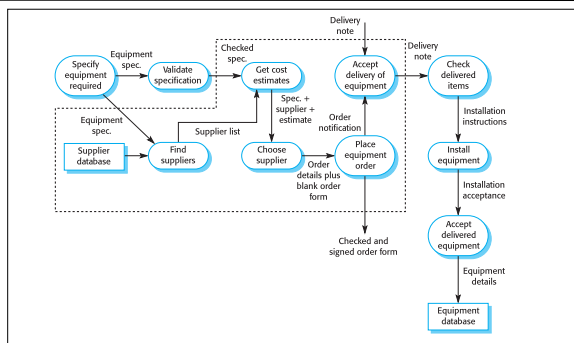 Delivery
note
Equipment
spec.
Checked
spec.
Delivery
note
Specify
equipment
required
Validate
specification
Get cost
estimates
Accept
delivery of
equipment
Check
delivered
items
Equipment
spec.
Supplier list
Spec. +
supplier +
estimate
Order
notification
Installation
instructions
Supplier
database
Find
suppliers
Choose
supplier
Order
details plus
blank order
form
Place
equipment
order
Install
equipment
Installation
acceptance
Checked and
signed order form
Accept
delivered
equipment
Equipment
details
Equipment
database